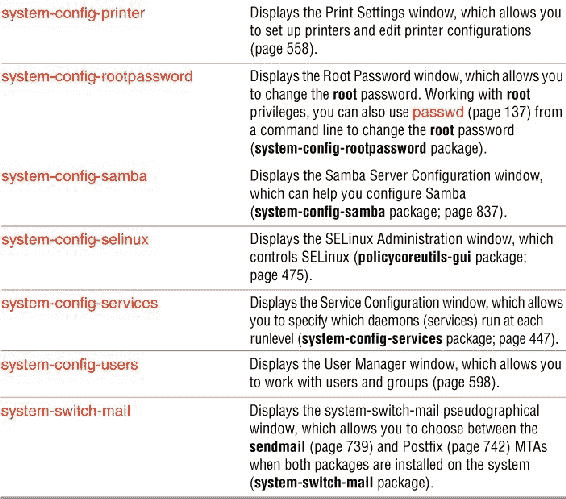 system-config-printer Displays the Print Settings window, which allows you
to set up printers and edit printer configurations
(page 558).
system-config-rootpassword Displays the Root Password window, which allows you
to change the root password. Working with root
privileges, you can also use passwd (page 137) from
a command line to change the root password
(system-config-rootpassword package).
system-config-samba Displays the Samba Server Configuration window,
which can help you configure Samba
(system-config-samba package; page 837).
system-config-selinux Displays the SELinux Administration window, which
controls SELinux (policycoreutils-gui package;
page 475).
system-config-services Displays the Service Configuration window, which allows
you to specify which daemons (services) run at each
runlevel (system-config-services package; page 447).
system-config-users Displays the User Manager window, which allows you
to work with users and groups (page 598).
system-switch-mail Displays the system-switch-mail pseudographical
window, which allows you to choose between the
sendmail (page 739) and Postfix (page 742) MTAs
when both packages are installed on the system
(system-switch-mail package).